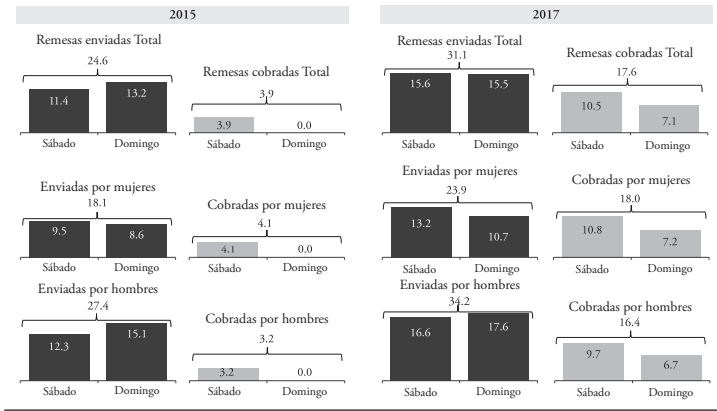 2015
Remesas enviadas Total
24.6
11.4
13.2
Sábado
Domingo
Remesas cobradas Total
3.9
3.9
0.0
Sábado
Domingo
Enviadas por mujeres
18.1
9.5
8.6
Sábado
Domingo
Cobradas por mujeres
4.1
4.1
0.0
Sábado
Domingo
Enviadas por hombres
27.4
12.3
15.1
Sábado
Domingo
Cobradas por hombres
3.2
3.2
0.0
Sábado
Domingo
2017
Remesas enviadas Total
31.1
15.6
15.5
Sábado
Domingo
Remesas cobradas Total
17.6
10.5
7.1
Sábado
Domingo
Enviadas por mujeres
23.9
13.2
10.7
Sábado
Domingo
Cobradas por mujeres
18.0
10.8
7.2
Sábado
Domingo
Enviadas por hombres
34.2
16.6
17.6
Sábado
Domingo
Cobradas por hombres
16.4
9.7
6.7
Sábado
Domingo